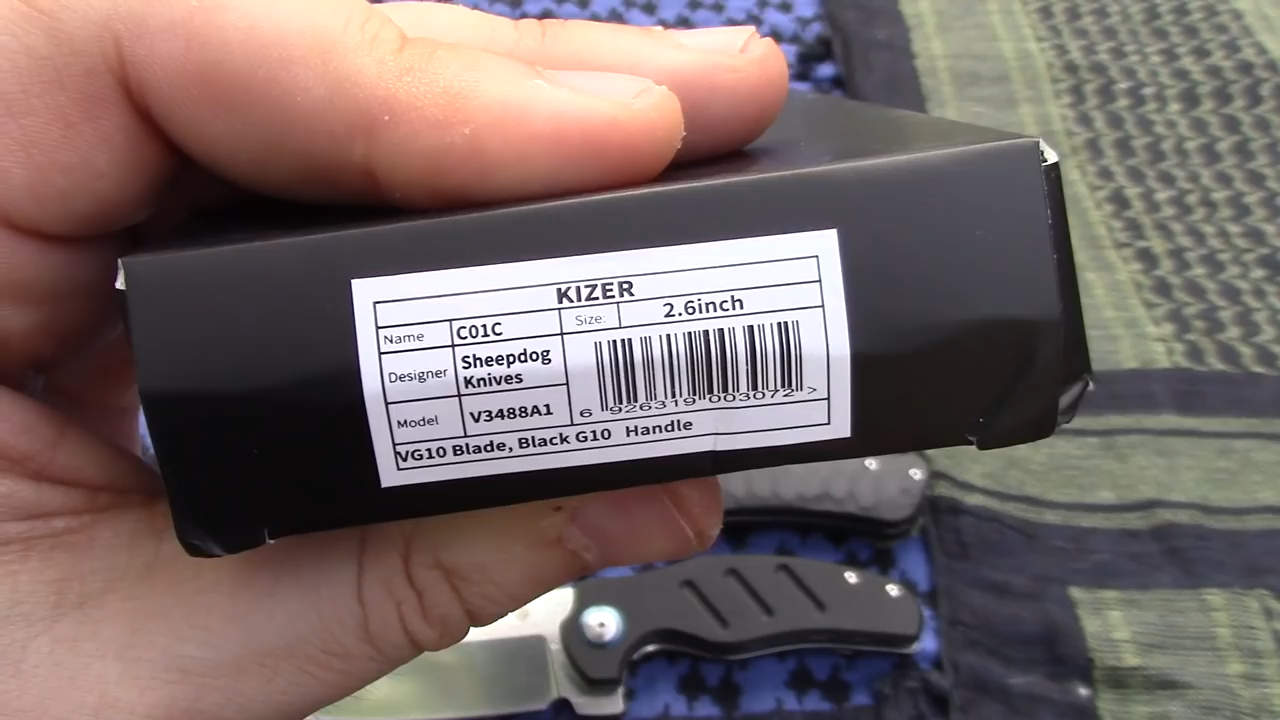 KIZER
Name C01C Size: 2.6inch
Designer Sheepdog Knives
Model V3488A1
6 926319 003072 >
VG10 Blade, Black G10 Handle